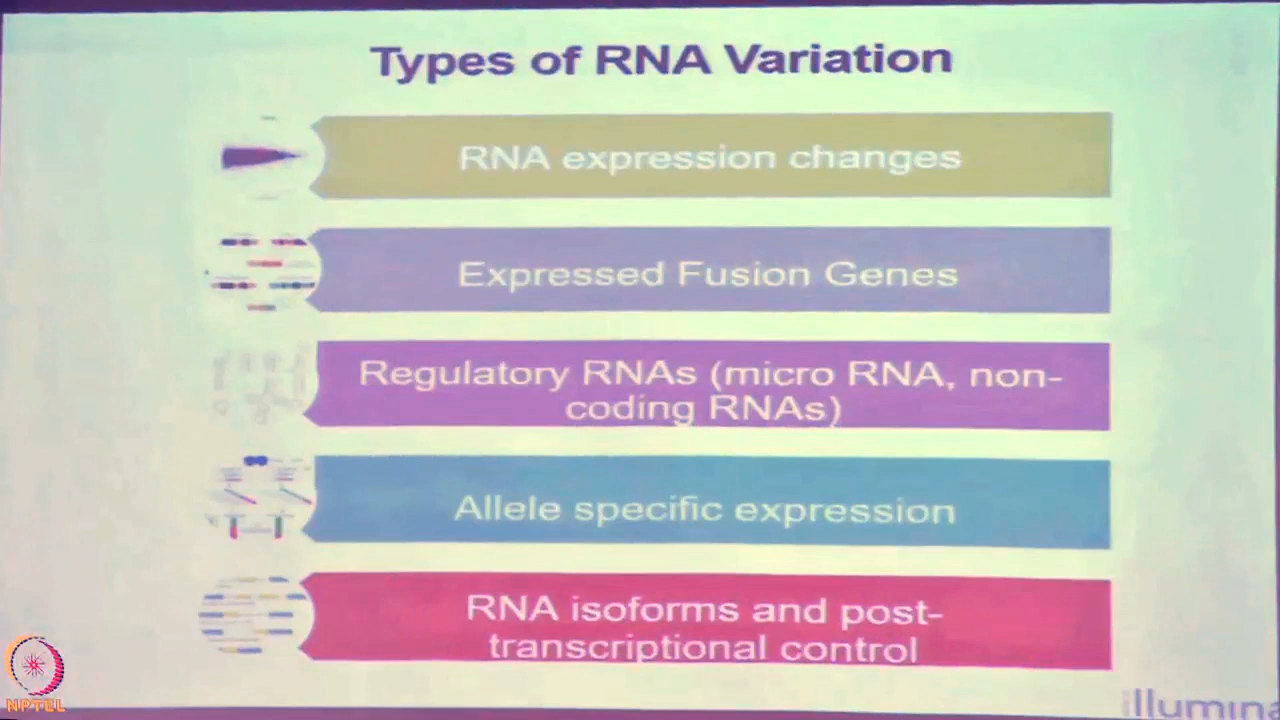 Types of RNA Variation
RNA expression changes
Expressed Fusion Genes
Regulatory RNAs (micro RNA, non-
coding RNAs)
Allele specific expression
RNA isoforms and post-
transcriptional control
NPTEL
illumina